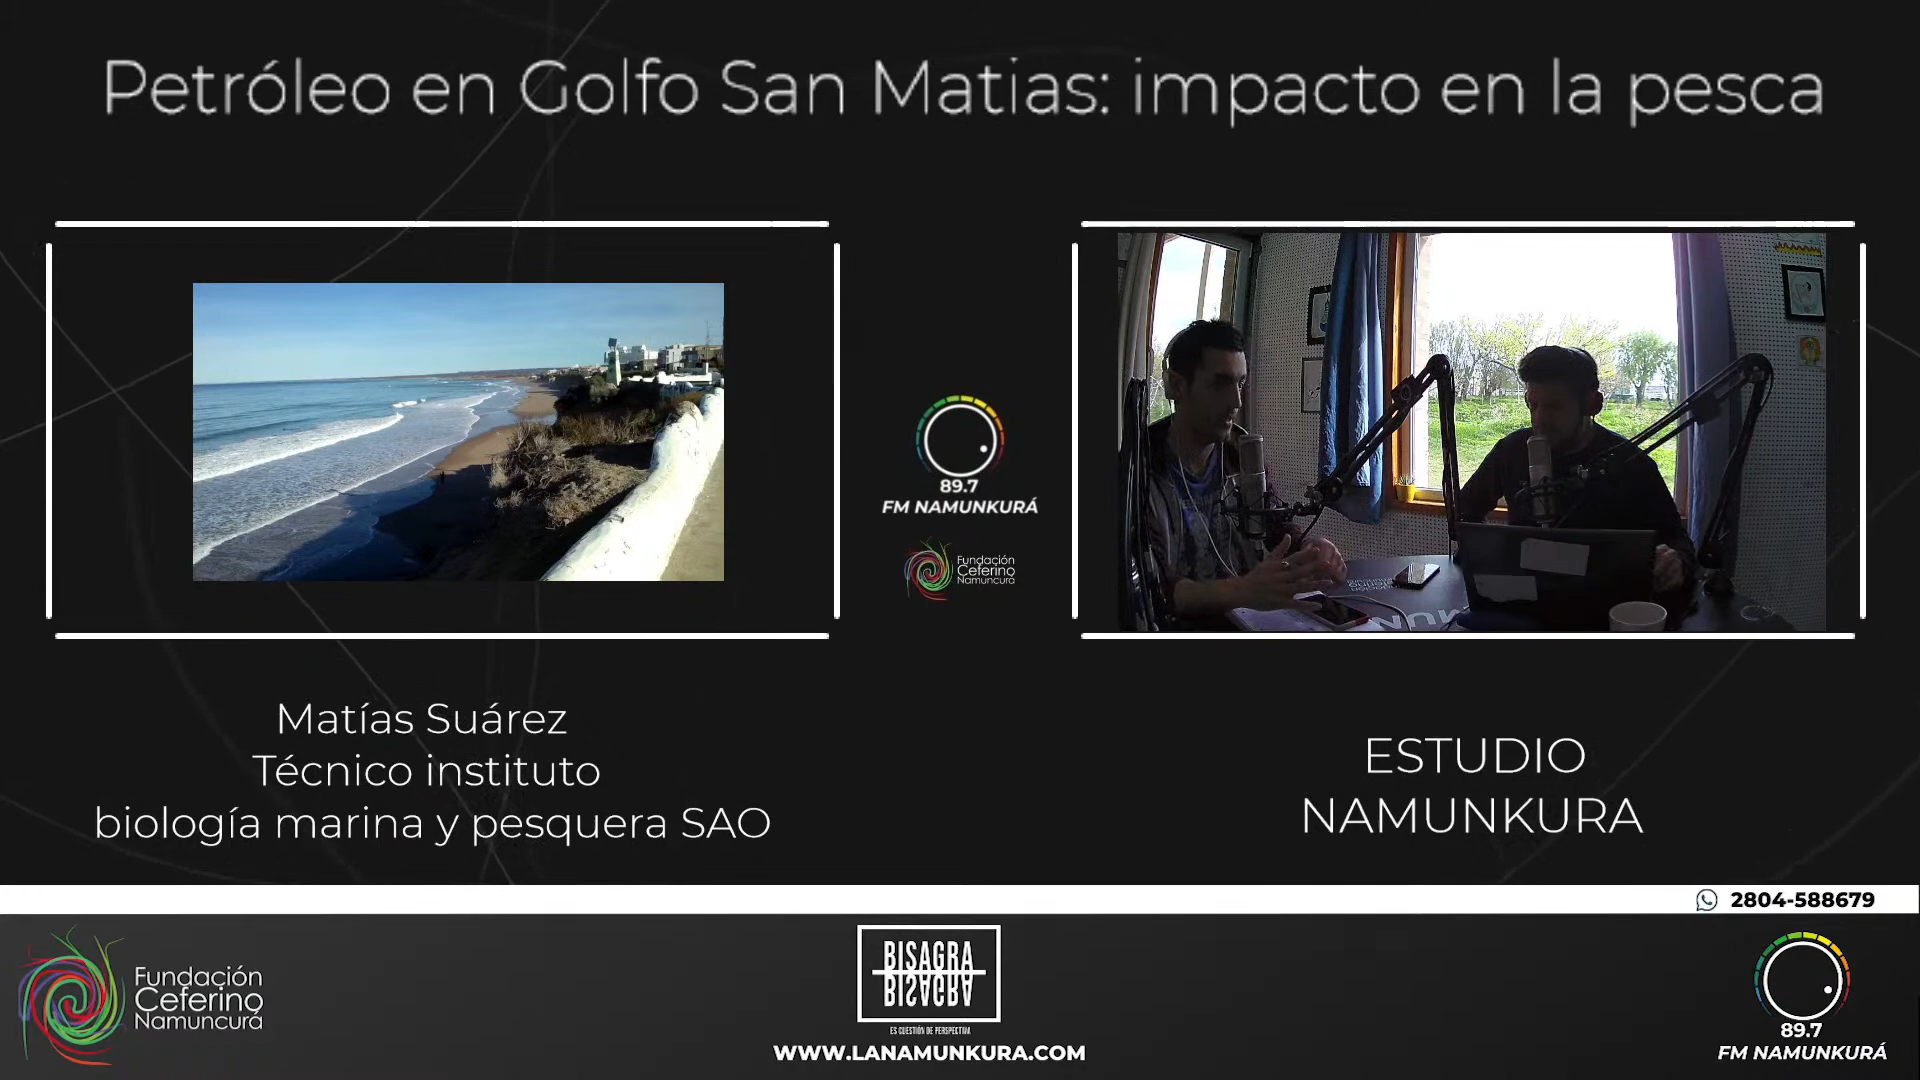 Petróleo en Golfo San Matias: impacto en la pesca
89.7
FM NAMUNKURÁ
Fundación
Ceferino
Namuncura
Matías Suárez
Técnico instituto
biología marina y pesquera SAO
ESTUDIO
NAMUNKURA
2804-588679
Fundación
Ceferino
Namuncurá
BISAGRA
BISAGRA
ES CUESTIÓN DE PERSPECTIVA
WWW.LANAMUNKURA.COM
89.7
FM NAMUNKURÁ